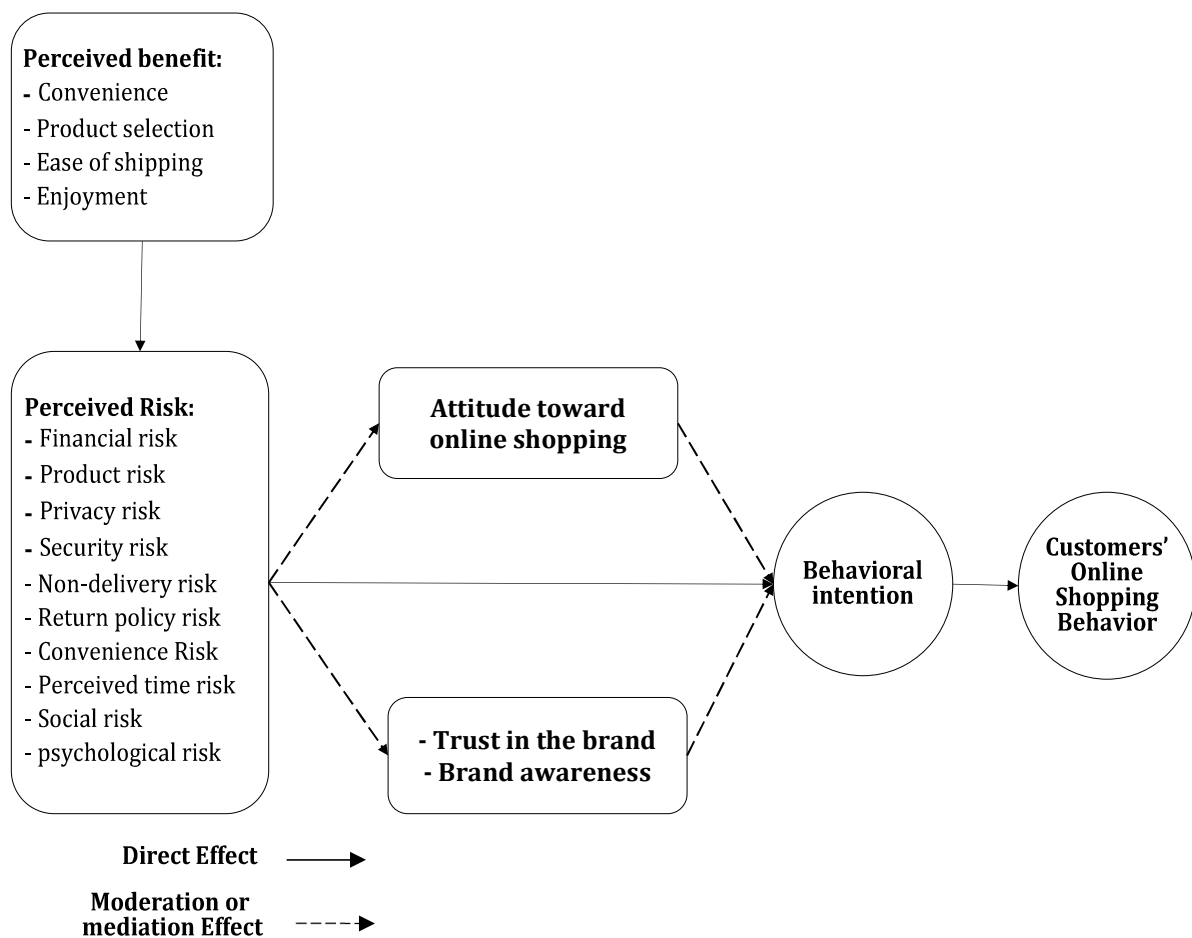 Perceived benefit:
- Convenience
- Product selection
- Ease of shipping
- Enjoyment
Perceived Risk:
- Financial risk
- Product risk
- Privacy risk
- Security risk
- Non-delivery risk
- Return policy risk
- Convenience Risk
- Perceived time risk
- Social risk
- psychological risk
Attitude toward
online shopping
- Trust in the brand
- Brand awareness
Behavioral
intention
Customers’
Online
Shopping
Behavior
Direct Effect
Moderation or
mediation Effect